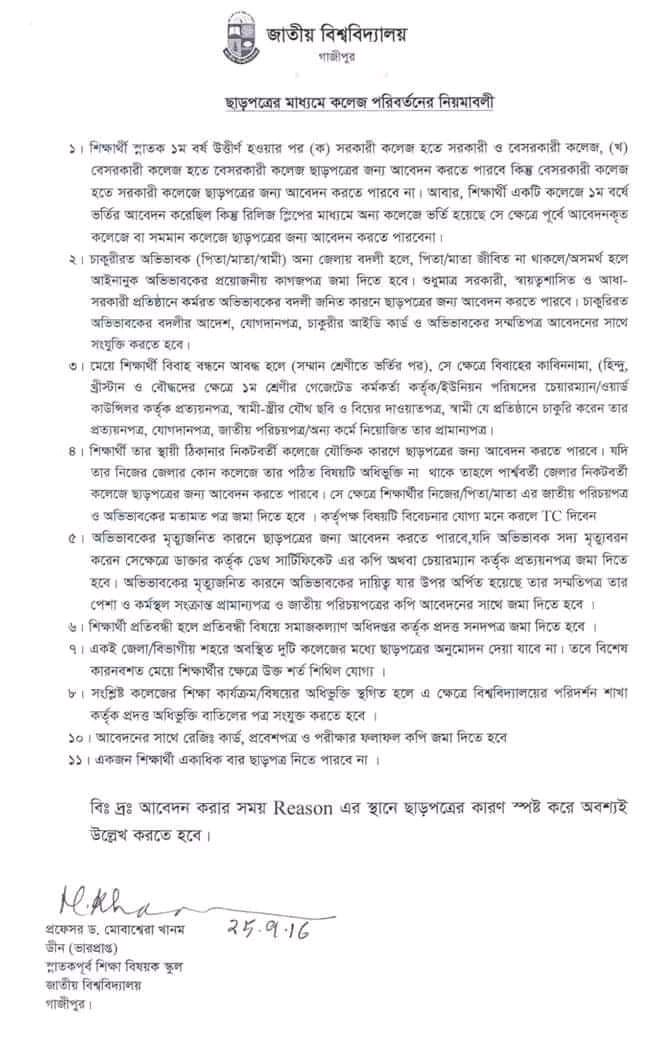 জাতীয় বিশ্ববিদ্যালয়
গাজীপুর
ছাড়পত্রের মাধ্যমে কলেজ পরিবর্তনের নিয়মাবলী
১। শিক্ষার্থী স্নাতক ১ম বর্ষ উত্তীর্ণ হওয়ার পর (ক) সরকারী কলেজ হতে সরকারী ও বেসরকারী কলেজ, (খ)
বেসরকারী কলেজ হতে বেসরকারী কলেজ ছাড়পত্রের জন্য আবেদন করতে পারবে কিন্তু বেসরকারী কলেজ
হতে সরকারী কলেজে ছাড়পত্রের জন্য আবেদন করতে পারবে না। আবার, শিক্ষার্থী একটি কলেজে ১ম বর্ষে
ভর্তির আবেদন করেছিল কিন্তু রিলিজ স্লিপের মাধ্যমে অন্য কলেজে ভর্তি হয়েছে সে ক্ষেত্রে পূর্বে আবেদনকৃত
কলেজে বা সমমান কলেজে ছাড়পত্রের জন্য আবেদন করতে পারবেনা।
২। চাকুরীরত অভিভাবক (পিতা/মাতা/স্বামী) অন্য জেলায় বদলী হলে, পিতা/মাতা জীবিত না থাকলে/অসমর্থ হলে
আইনানুক অভিভাবকের প্রয়োজনীয় কাগজপত্র জমা দিতে হবে। শুধুমাত্র সরকারী, স্বায়ত্বশাসিত ও আধা-
সরকারী প্রতিষ্ঠানে কর্মরত অভিভাবকের বদলী জনিত কারনে ছাড়পত্রের জন্য আবেদন করতে পারবে। চাকুরিরত
অভিভাবকের বদলীর আদেশ, যোগদানপত্র, চাকুরীর আইডি কার্ড ও অভিভাবকের সম্মতিপত্র আবেদনের সাথে
সংযুক্তি করতে হবে।
৩। মেয়ে শিক্ষার্থী বিবাহ বন্ধনে আবদ্ধ হলে (সম্মান শ্রেণীতে ভর্তির পর), সে ক্ষেত্রে বিবাহের কাবিননামা, (হিন্দু,
খ্রীস্টান ও বৌদ্ধদের ক্ষেত্রে ১ম শ্রেণীর গেজেটেড কর্মকর্তা কর্তৃক/ইউনিয়ন পরিষদের চেয়ারম্যান/ওয়ার্ড
কাউন্সিলর কর্তৃক প্রত্যয়নপত্র, স্বামী-স্ত্রীর যৌথ ছবি ও বিয়ের দাওয়াতপত্র, স্বামী যে প্রতিষ্ঠানে চাকুরি করেন তার
প্রত্যয়নপত্র, যোগদানপত্র, জাতীয় পরিচয়পত্র/অন্য কর্মে নিয়োজিত তার প্রামানপত্র।
৪। শিক্ষার্থী তার স্থায়ী ঠিকানার নিকটবর্তী কলেজে যৌক্তিক কারণে ছাড়পত্রের জন্য আবেদন করতে পারবে। যদি
তার নিজের জেলার কোন কলেজে তার পঠিত বিষয়টি অধিভুক্তি না থাকে তাহলে পার্শ্ববর্তী জেলার নিকটবর্তী
কলেজে ছাড়পত্রের জন্য আবেদন করতে পারবে। সে ক্ষেত্রে শিক্ষার্থীর নিজের/পিতা/মাতা এর জাতীয় পরিচয়পত্র
ও অভিভাবকের মতামত পত্র জমা দিতে হবে । কর্তৃপক্ষ বিষয়টি বিবেচনার যোগ্য মনে করলে TC দিবেন
৫। অভিভাবকের মৃত্যুজনিত কারনে ছাড়পত্রের জন্য আবেদন করতে পারবে,যদি অভিভাবক সদ্য মৃত্যুবরন
করেন সেক্ষেত্রে ডাক্তার কর্তৃক ডেথ সার্টিফিকেট এর কপি অথবা চেয়ারম্যান কর্তৃক প্রত্যয়নপত্র জমা দিতে
হবে। অভিভাবকের মৃত্যুজনিত কারনে অভিভাবকের দায়িত্ব যার উপর অর্পিত হয়েছে তার সম্মতিপত্র তার
পেশা ও কর্মস্থল সংক্রান্ত প্রামান্যপত্র ও জাতীয় পরিচয়পত্রের কপি আবেদনের সাথে জমা দিতে হবে ।
৬। শিক্ষার্থী প্রতিবন্ধী হলে প্রতিবন্ধী বিষয়ে সমাজকল্যাণ অধিদপ্তর কর্তৃক প্রদত্ত সনদপত্র জমা দিতে হবে ।
৭। একই জেলা/বিভাগীয় শহরে অবস্থিত দুটি কলেজের মধ্যে ছাড়পত্রের অনুমোদন দেয়া যাবে না। তবে বিশেষ
কারনবশত মেয়ে শিক্ষার্থীর ক্ষেত্রে উক্ত শর্ত শিথিল যোগ্য ।
৮। সংশ্লিষ্ট কলেজের শিক্ষা কার্যক্রম/বিষয়ের অধিভুক্তি স্থগিত হলে এ ক্ষেত্রে বিশ্ববিদ্যালয়ের পরিদর্শন শাখা
কর্তৃক প্রদত্ত অধিভুক্তি বাতিলের পত্র সংযুক্ত করতে হবে ।
১০। আবেদনের সাথে রেজিঃ কার্ড, প্রবেশপত্র ও পরীক্ষার ফলাফল কপি জমা দিতে হবে
১১। একজন শিক্ষার্থী একাধিক বার ছাড়পত্র নিতে পারবে না ।
বিঃ দ্রঃ আবেদন করার সময় Reason এর স্থানে ছাড়পত্রের কারণ স্পষ্ট করে অবশ্যই
উল্লেখ করতে হবে।
M.Khan
25.9.16
প্রফেসর ড. মোবাশ্বেরা খানম
ডীন (ভারপ্রাপ্ত)
স্নাতকপূর্ব শিক্ষা বিষয়ক স্কুল
জাতীয় বিশ্ববিদ্যালয়
গাজীপুর।